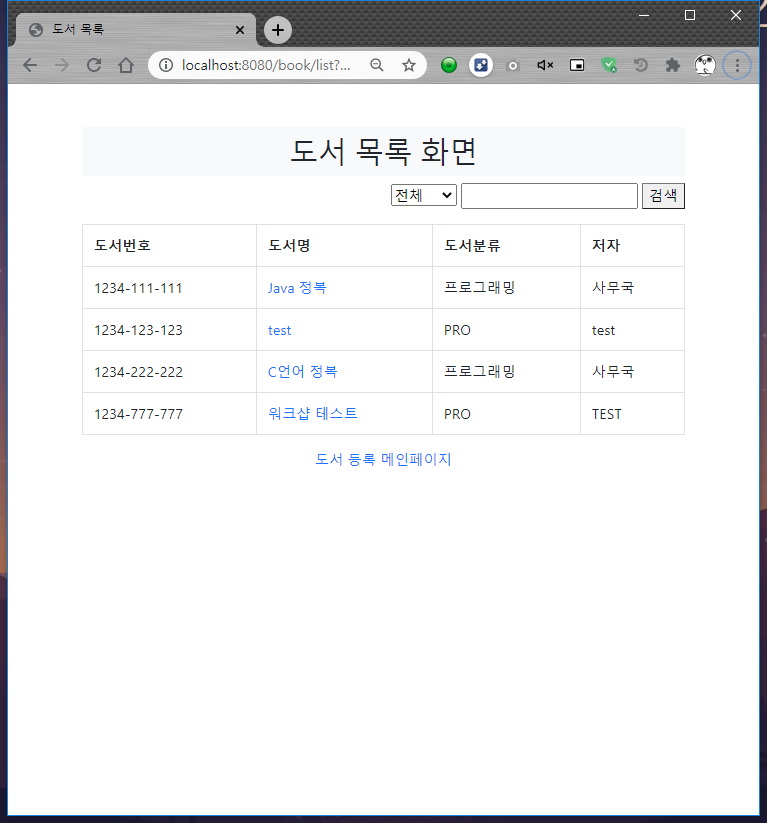 도서 목록
localhost:8080/book/list?...
도서 목록 화면
전체 검색
도서번호 도서명 도서분류 저자
1234-111-111 Java 정복 프로그래밍 사무국
1234-123-123 test PRO test
1234-222-222 C언어 정복 프로그래밍 사무국
1234-777-777 워크샵 테스트 PRO TEST
도서 등록 메인페이지